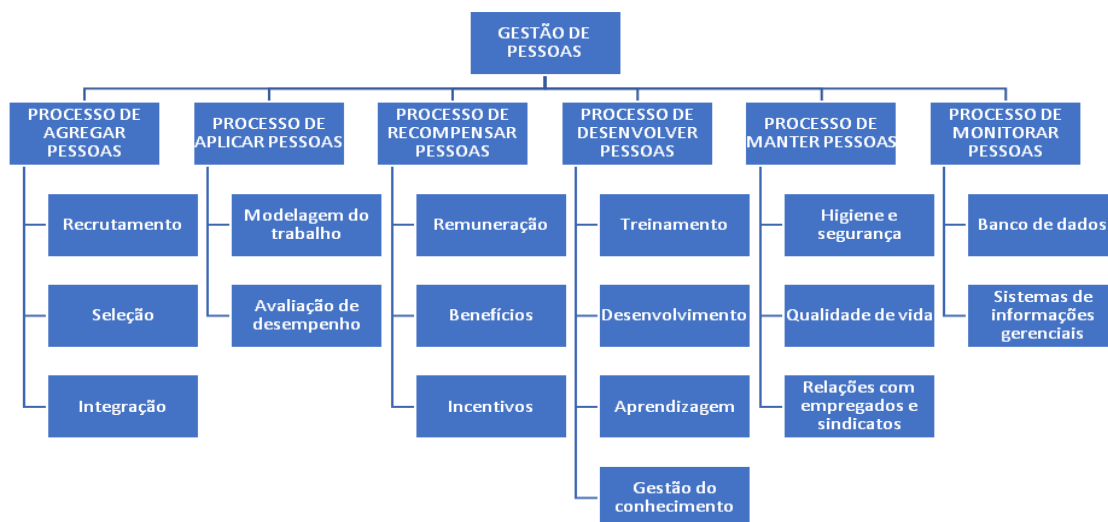 GESTÃO DE
PESSOAS
PROCESSO DE
AGREGAR
PESSOAS
Recrutamento
Seleção
Integração
PROCESSO DE
APLICAR PESSOAS
Modelagem do
trabalho
Avaliação de
desempenho
PROCESSO DE
RECOMPENSAR
PESSOAS
Remuneração
Benefícios
Incentivos
PROCESSO DE
DESENVOLVER
PESSOAS
Treinamento
Desenvolvimento
Aprendizagem
Gestão do
conhecimento
PROCESSO DE
MANTER PESSOAS
Higiene e
segurança
Qualidade de vida
Relações com
empregados e
sindicatos
PROCESSO DE
MONITORAR
PESSOAS
Banco de dados
Sistemas de
informações
gerenciais